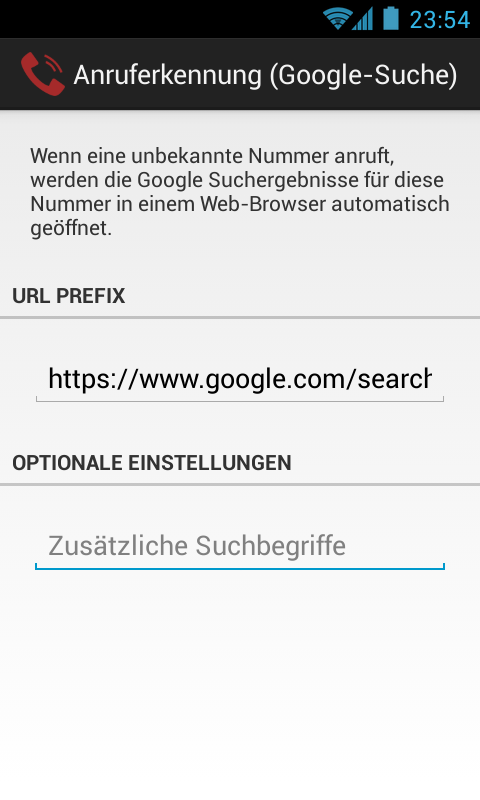 23:54
Anruferkennung (Google-Suche)
Wenn eine unbekannte Nummer anruft,
werden die Google Suchergebnisse für diese
Nummer in einem Web-Browser automatisch
geöffnet.
URL PREFIX
https://www.google.com/search
OPTIONALE EINSTELLUNGEN
Zusätzliche Suchbegriffe